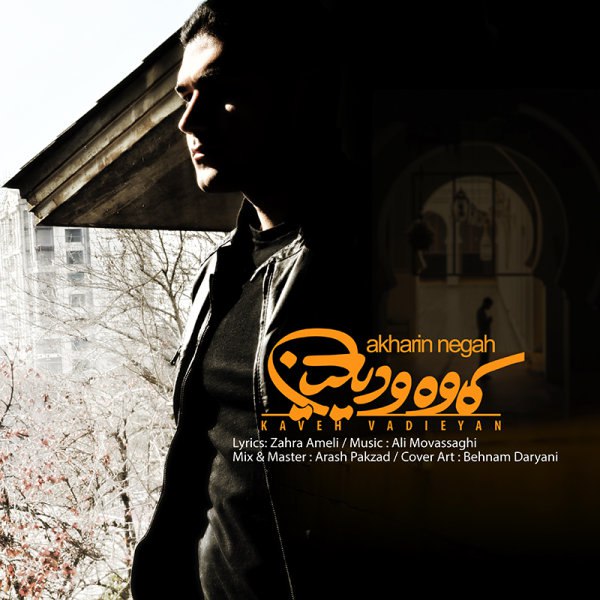 akharin negah
کاوه ودیعیان
KAVEH VADIEYAN
Lyrics: Zahra Ameli / Music : Ali Movassaghi
Mix & Master : Arash Pakzad / Cover Art : Behnam Daryani